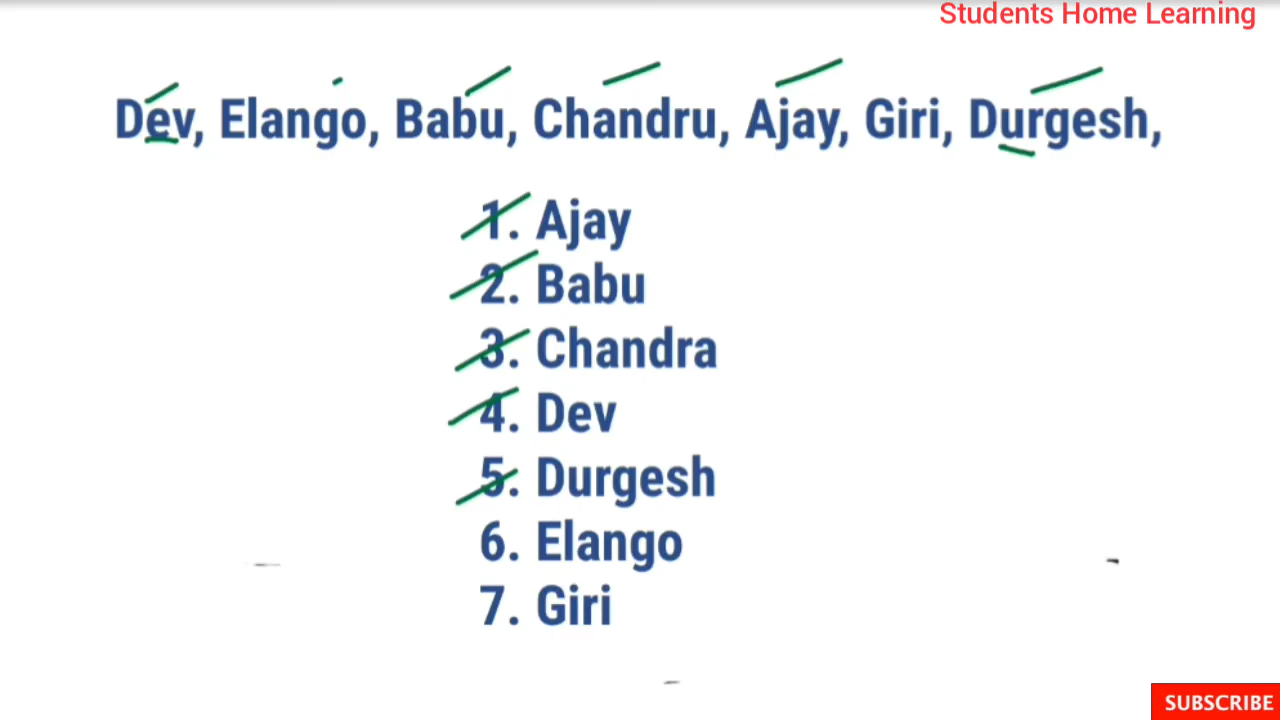 Students Home Learning
Dev, Elango, Babu, Chandru, Ajay, Giri, Durgesh,
1. Ajay
2. Babu
3. Chandra
4. Dev
5. Durgesh
6. Elango
7. Giri
SUBSCRIBE